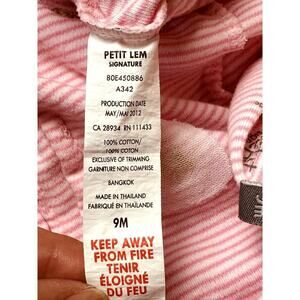 PETIT LEM
SIGNATURE
80E450886
A342
PRODUCTION DATE
MAY/MAI 2012
CA 28934 RN 111433
100% COTTON/
100% COTTON
EXCLUSIVE OF TRIMMING
GARNITURE NON COMPRISE
BANGKOK
MADE IN THAILAND
FABRIQUÉ EN THAÏLANDE
9M
KEEP AWAY
FROM FIRE
TENIR
ÉLOIGNÉ
DU FEU